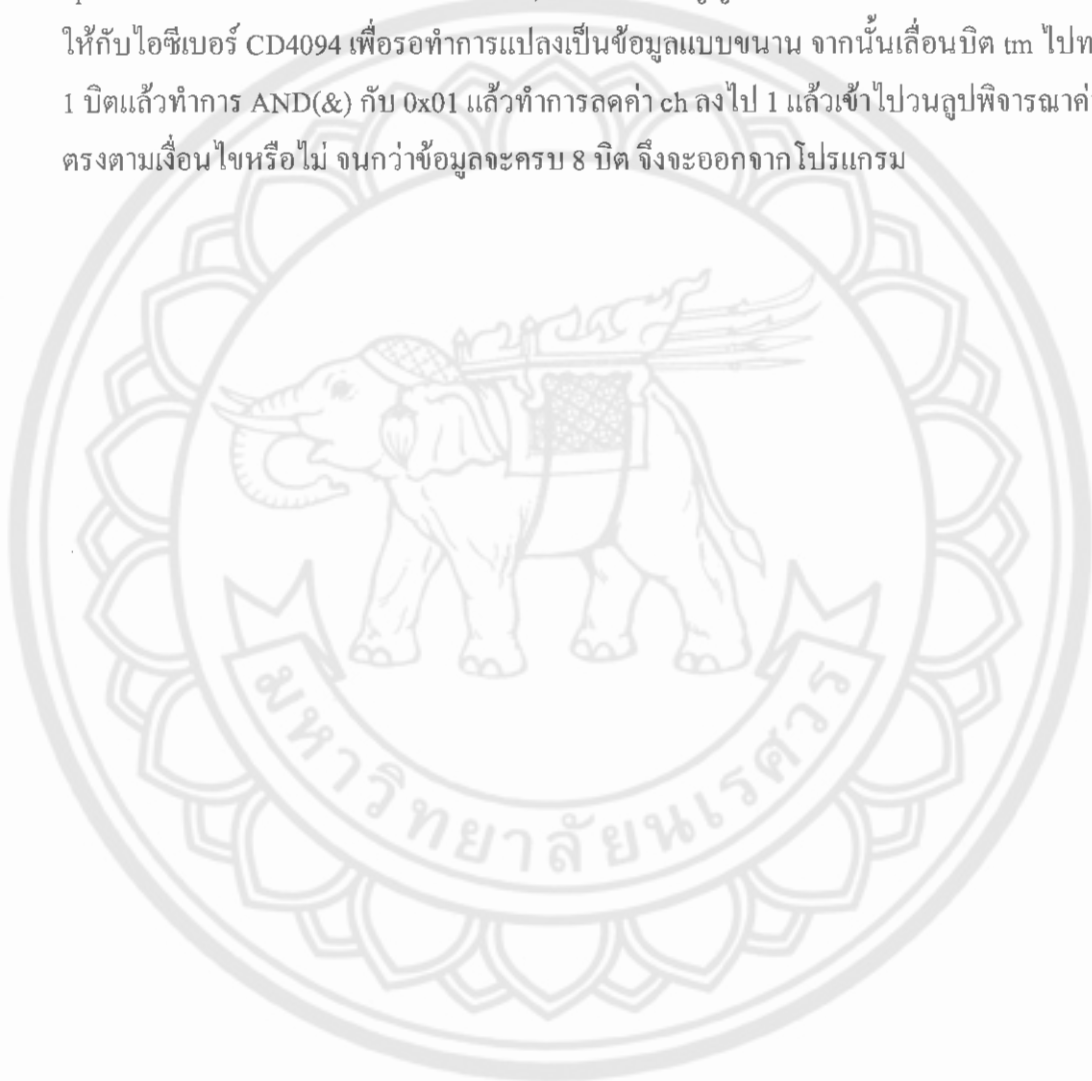 ให้กับไอซีเบอร์ CD4094 เพื่อรอทำการแปลงเป็นข้อมูลแบบขนาน จากนั้นเลื่อนบิต tm ไปท
1 บิตแล้วทำการ AND(&) กับ 0x01 แล้วทำการลดค่า ch ลงไป 1 แล้วเข้าไปวนลูปพิจารณาค่
ตรงตามเงื่อนไขหรือไม่ จนกว่าข้อมูลจะครบ 8 บิต จึงจะออกจากโปรแกรม
มหาวิทยาลัยนเรศวร